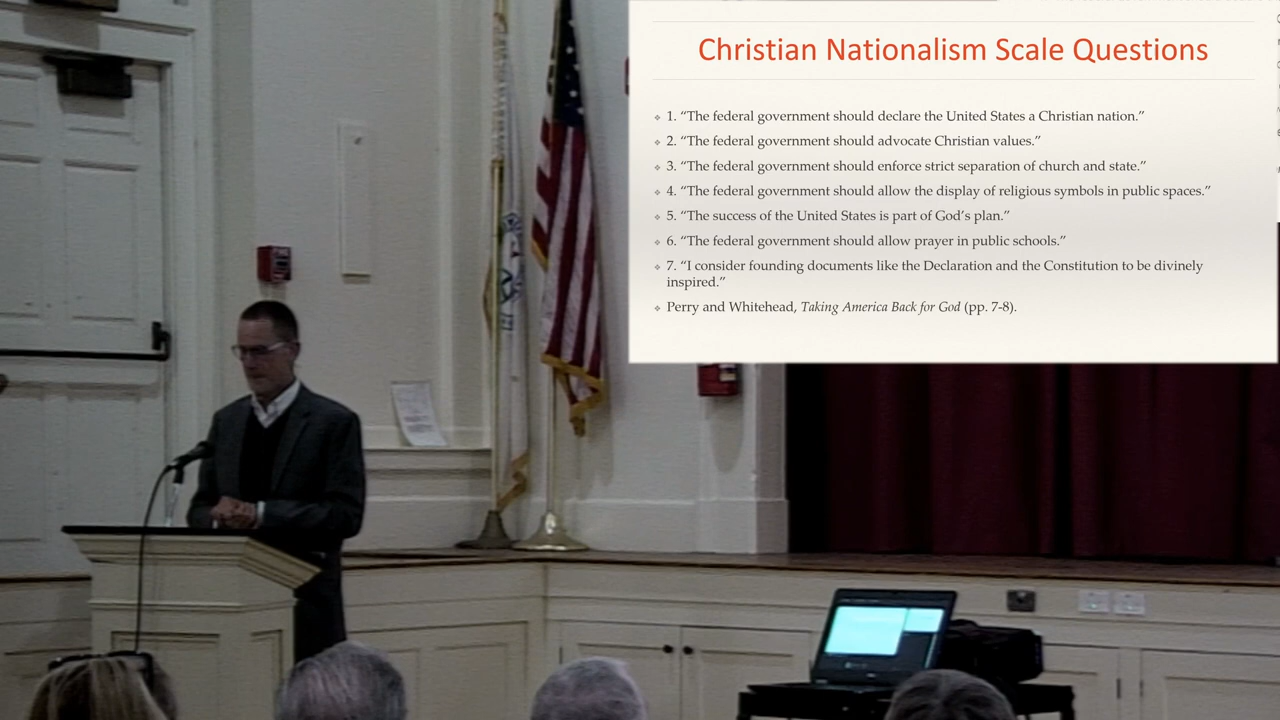 Christian Nationalism Scale Questions
1. “The federal government should declare the United States a Christian nation.”
2. “The federal government should advocate Christian values.”
3. “The federal government should enforce strict separation of church and state.”
4. “The federal government should allow the display of religious symbols in public spaces.”
5. “The success of the United States is part of God’s plan.”
6. “The federal government should allow prayer in public schools.”
7. “I consider founding documents like the Declaration and the Constitution to be divinely
inspired.”
Perry and Whitehead, Taking America Back for God (pp. 7-8).